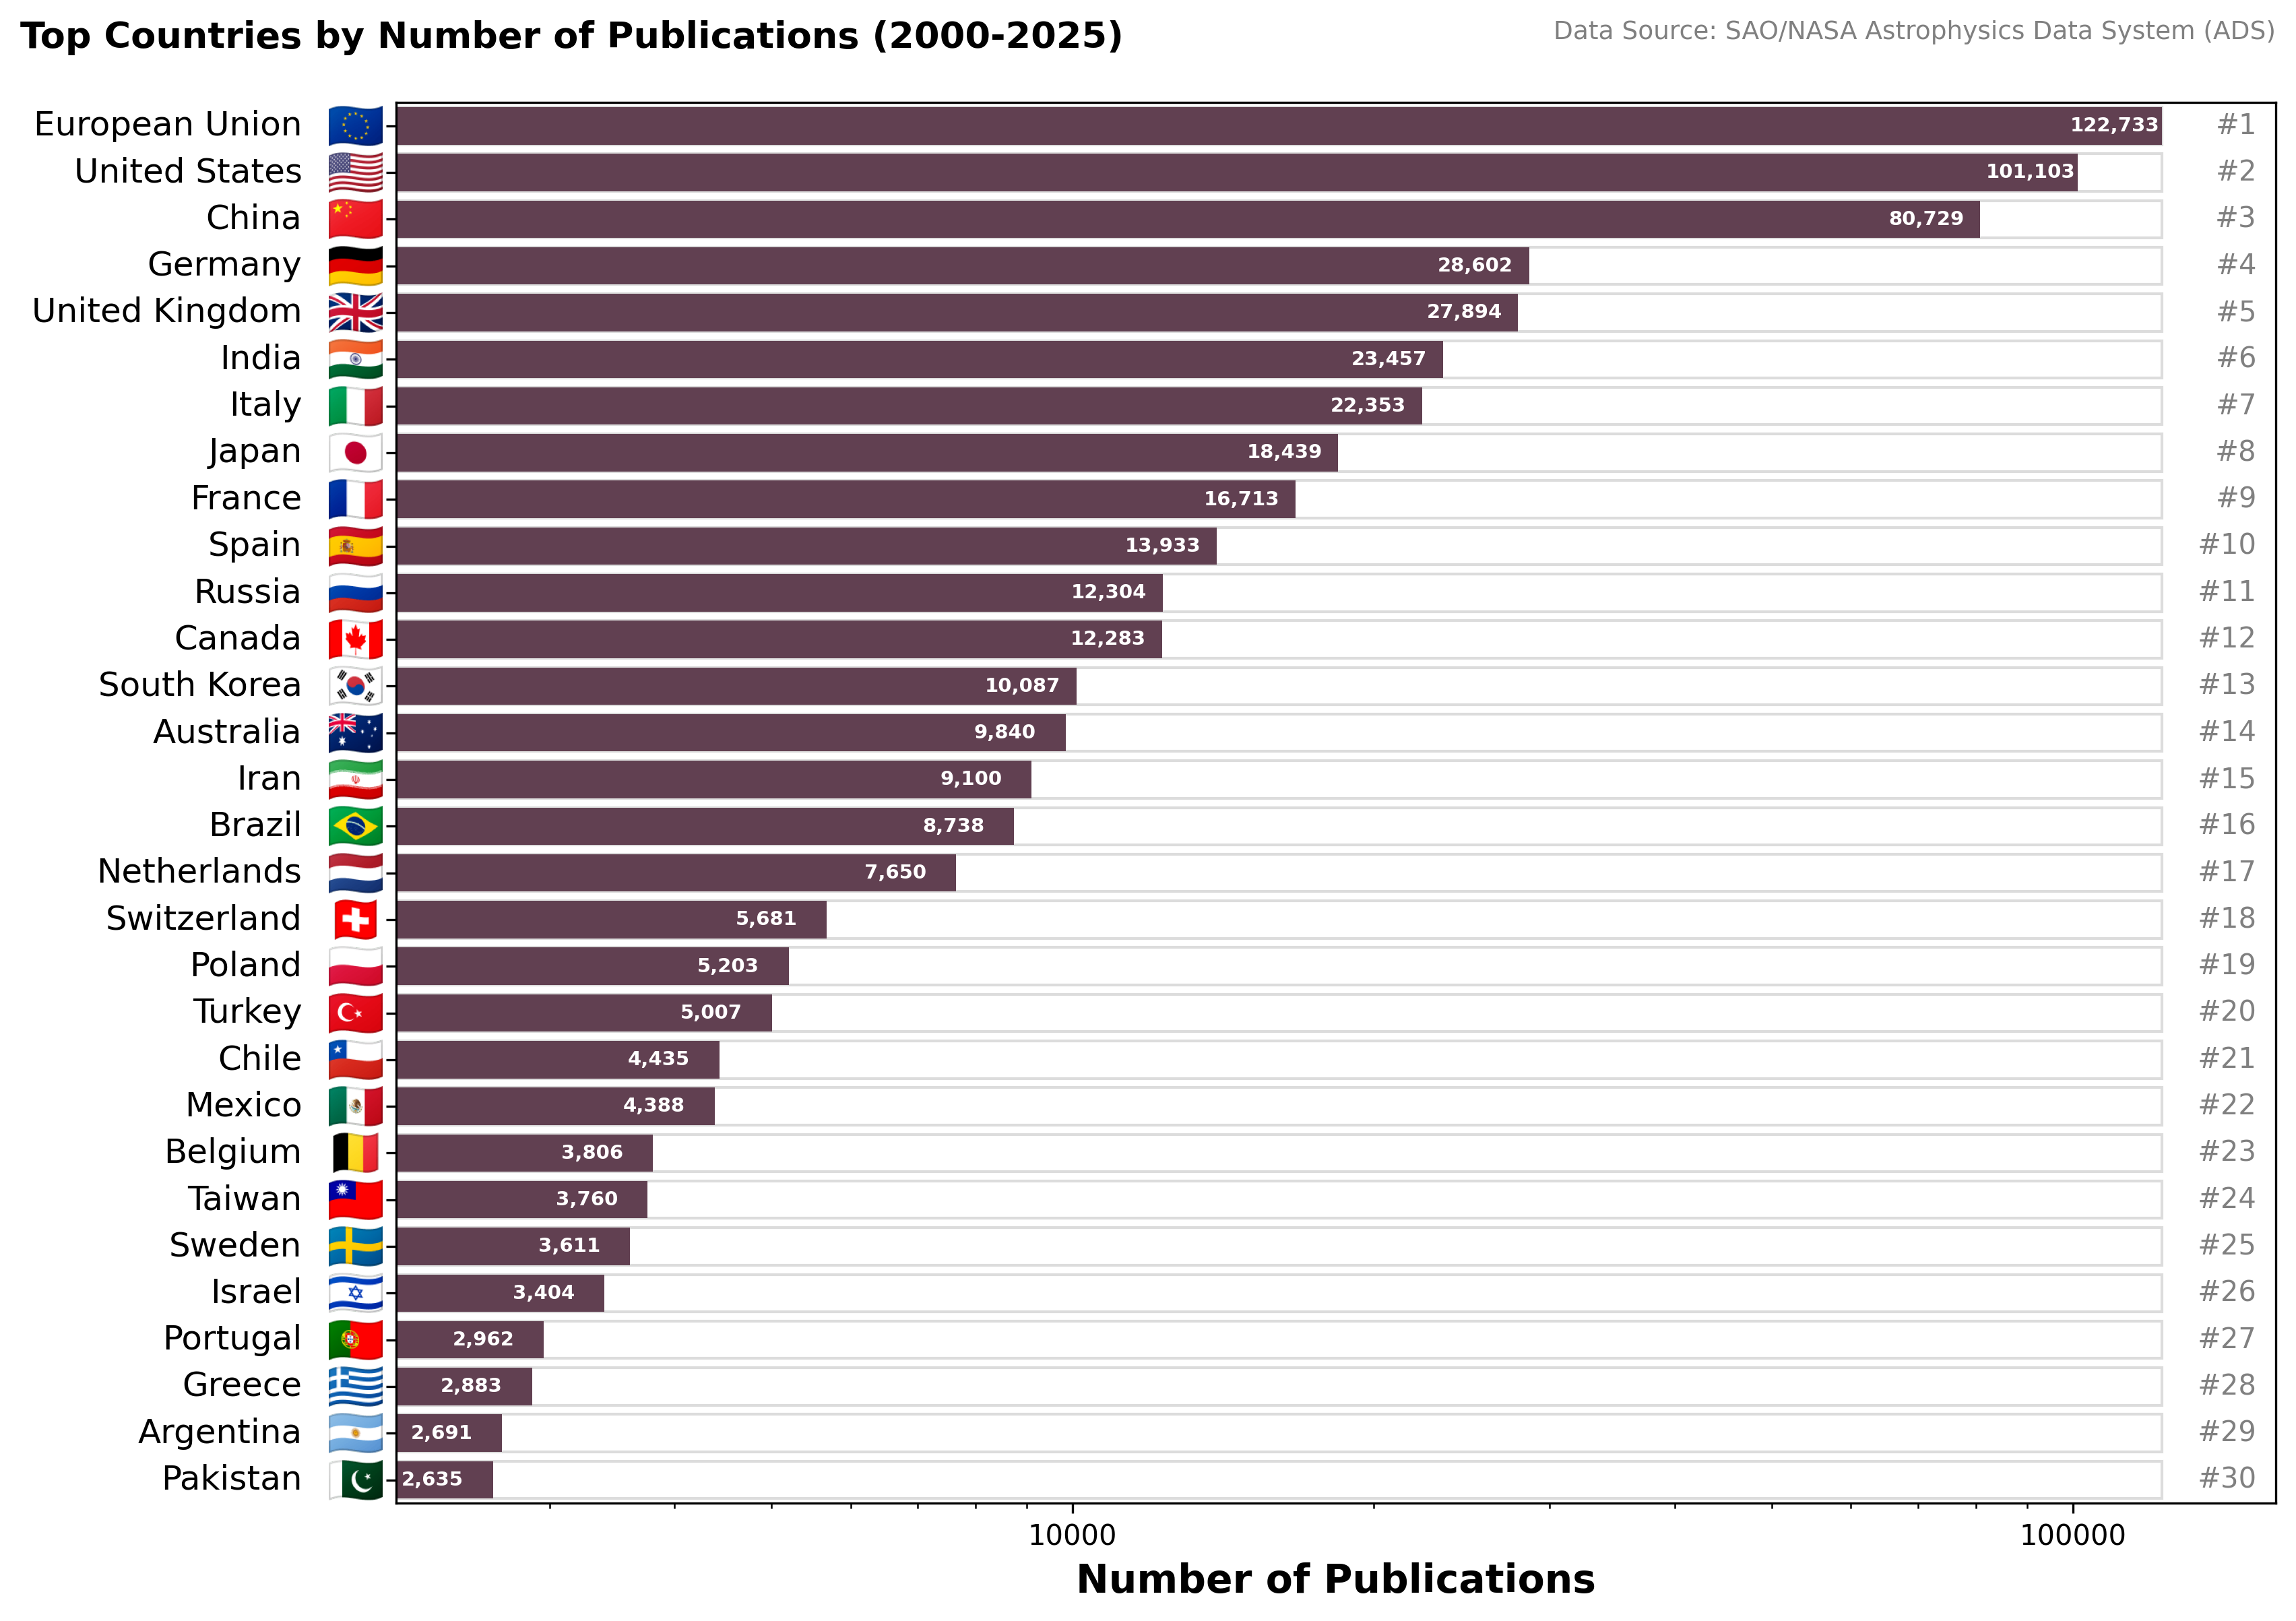 Top Countries by Number of Publications (2000-2025)
Data Source: SAO/NASA Astrophysics Data System (ADS)
European Union 122,733 #1
United States 101,103 #2
China 80,729 #3
Germany 28,602 #4
United Kingdom 27,894 #5
India 23,457 #6
Italy 22,353 #7
Japan 18,439 #8
France 16,713 #9
Spain 13,933 #10
Russia 12,304 #11
Canada 12,283 #12
South Korea 10,087 #13
Australia 9,840 #14
Iran 9,100 #15
Brazil 8,738 #16
Netherlands 7,650 #17
Switzerland 5,681 #18
Poland 5,203 #19
Turkey 5,007 #20
Chile 4,435 #21
Mexico 4,388 #22
Belgium 3,806 #23
Taiwan 3,760 #24
Sweden 3,611 #25
Israel 3,404 #26
Portugal 2,962 #27
Greece 2,883 #28
Argentina 2,691 #29
Pakistan 2,635 #30
10000 100000
Number of Publications